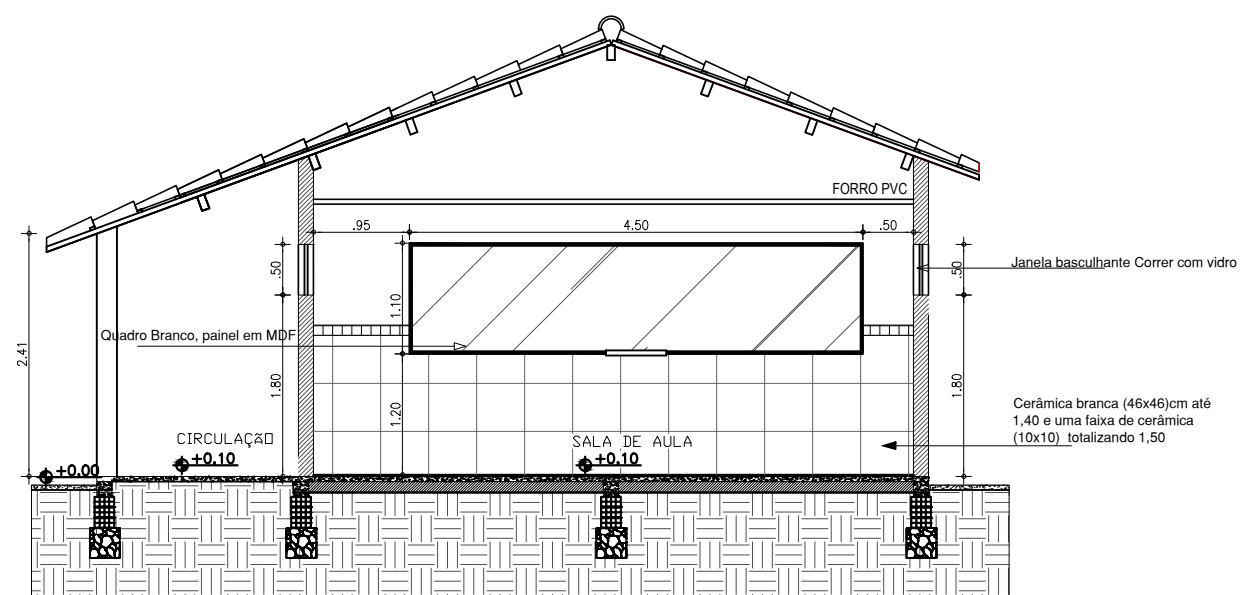 FORRO PVC
.95
4.50
.50
.50
.50
Janela basculhante Correr com vidro
1.10
Quadro Branco, painel em MDF
2.41
1.80
1.20
1.80
Cerâmica branca (46x46)cm até
1,40 e uma faixa de cerâmica
(10x10) totalizando 1,50
CIRCULAÇÃO
SALA DE AULA
+0.00
+0.10
+0.10